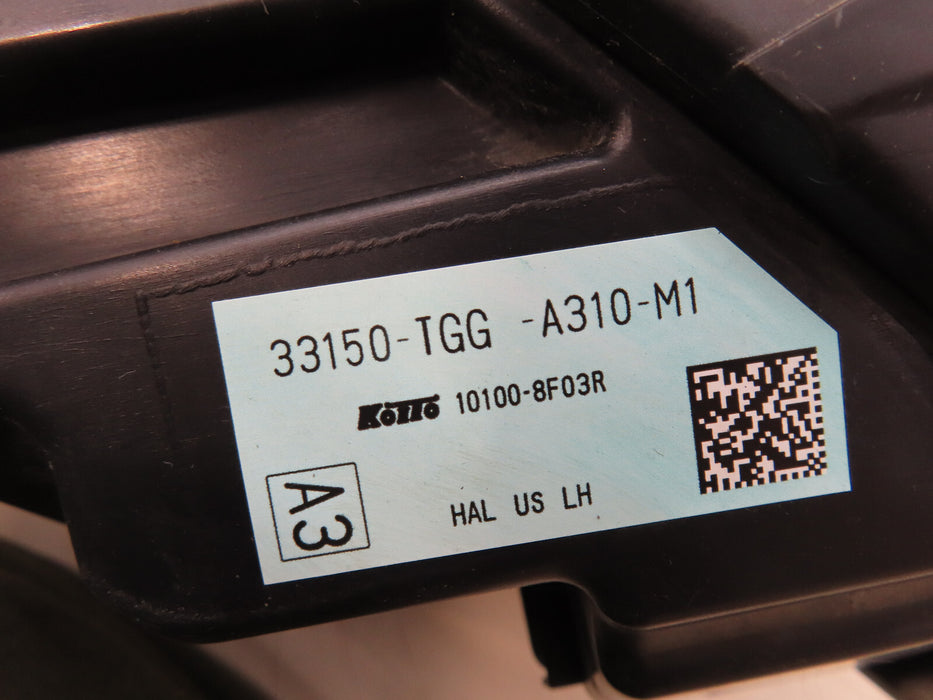 33150-TGG -A310-M1
KOITO 10100-8F03R
A3
HAL US LH